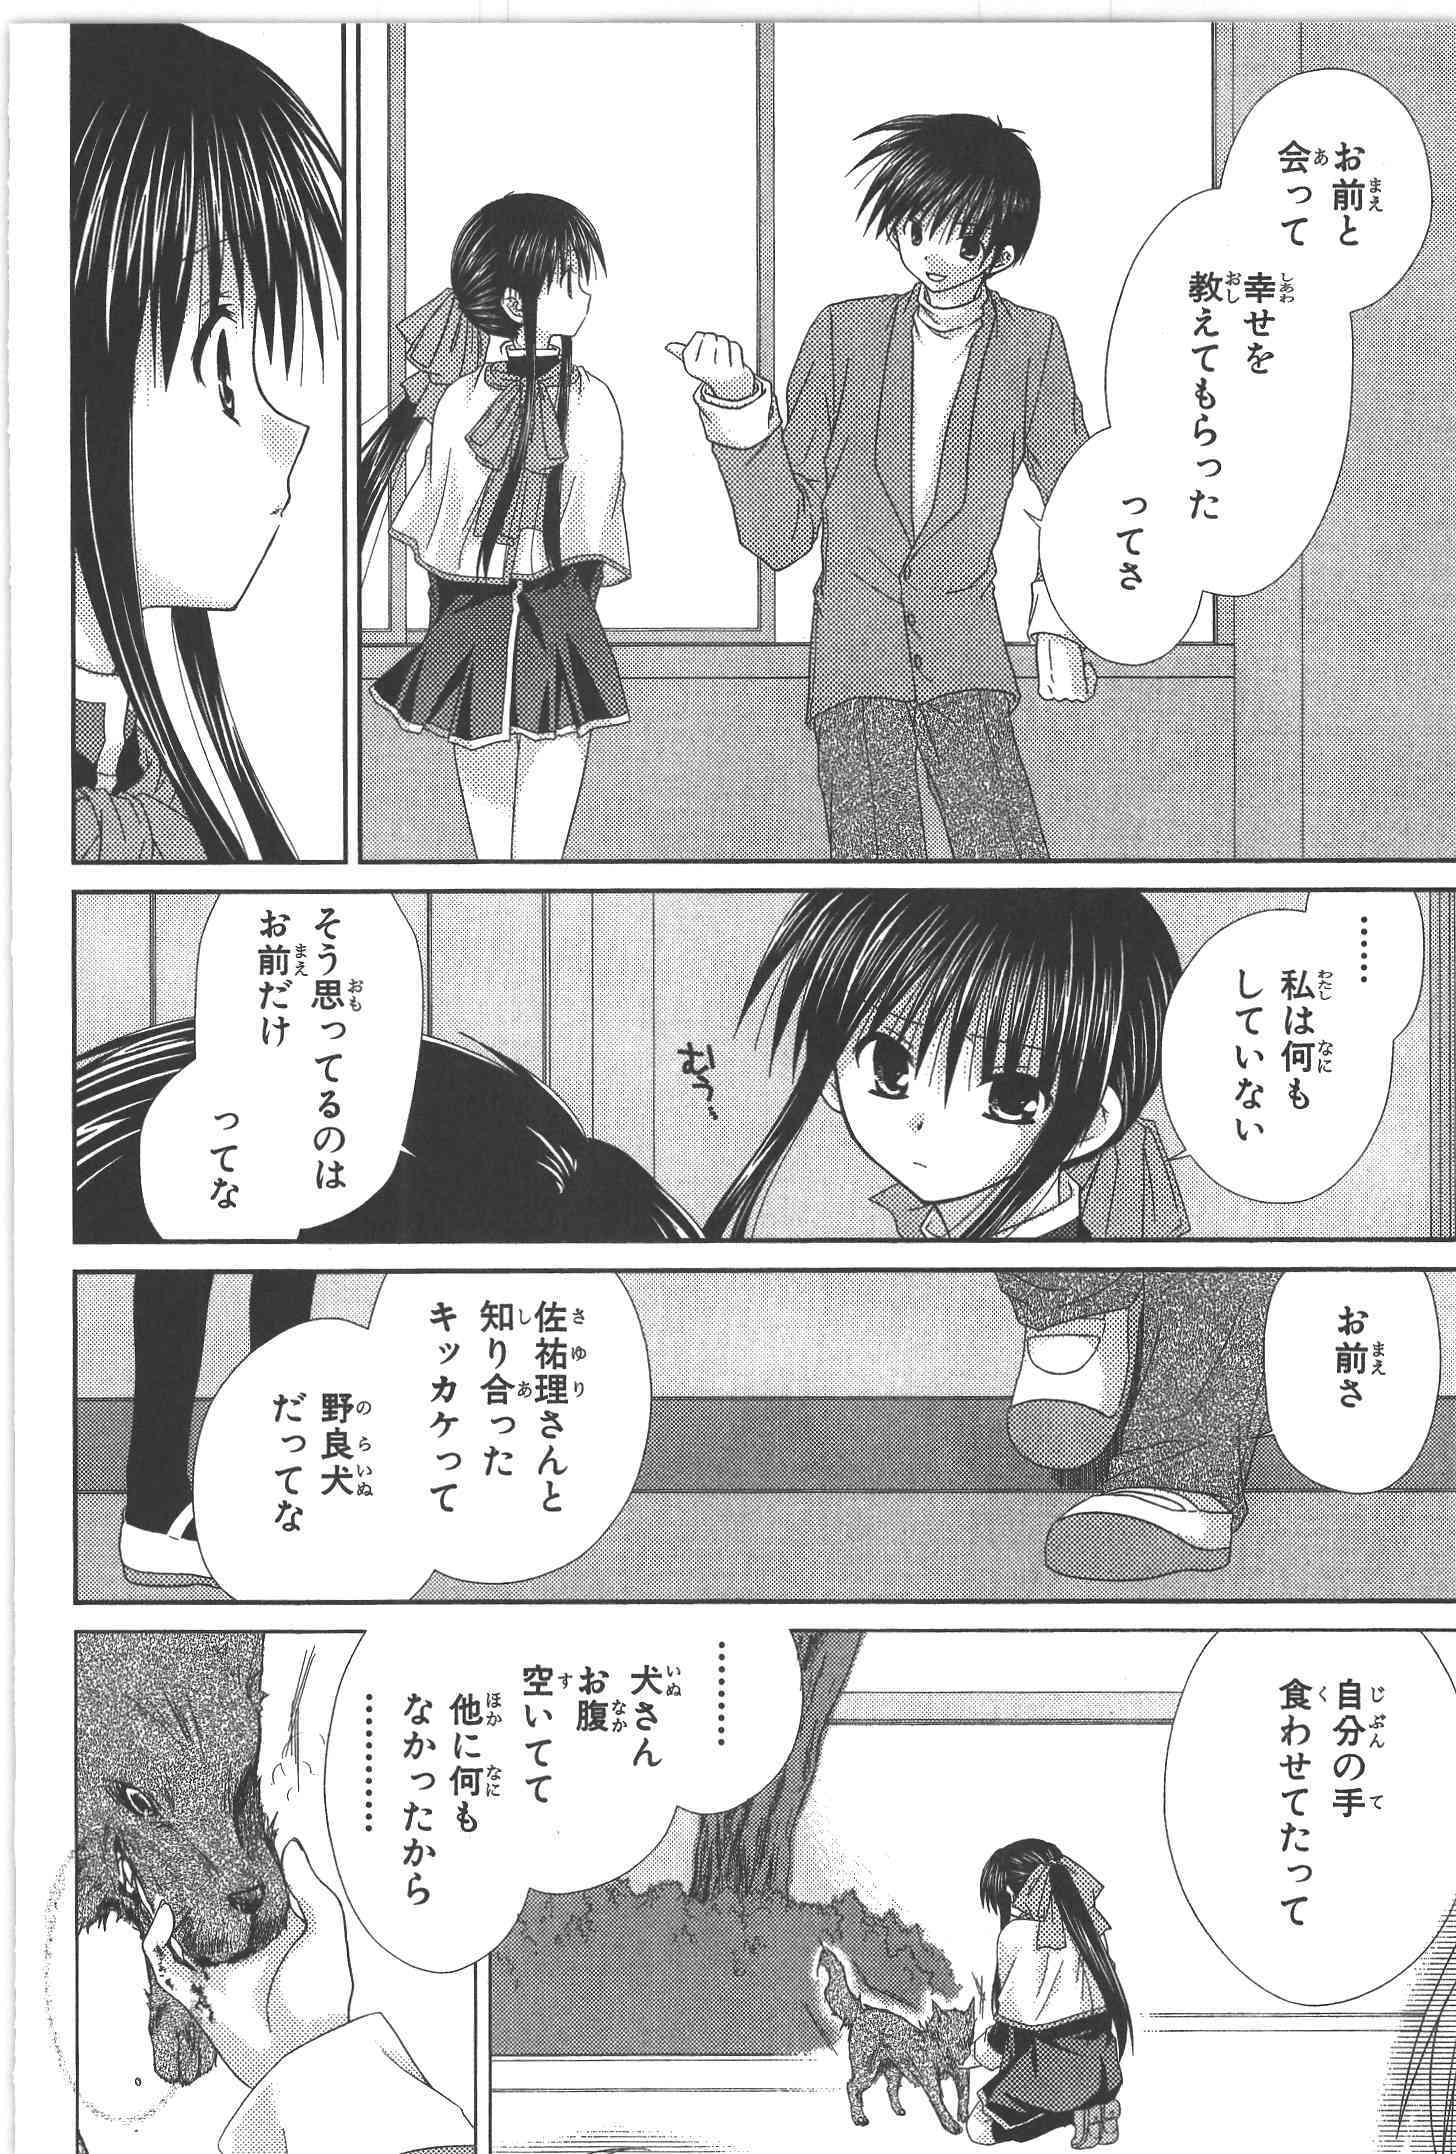 お前と
会って
幸せを
教えてもらった
ってさ
……
私は何も
していない
むっ…
そう思ってるのは
お前だけ
ってな
お前さ
佐祐理さんと
知り合った
キッカケって
野良犬
だってな
自分の手
食わせてたって
………
犬さん
お腹
空いてて
他に何も
なかったから
…………